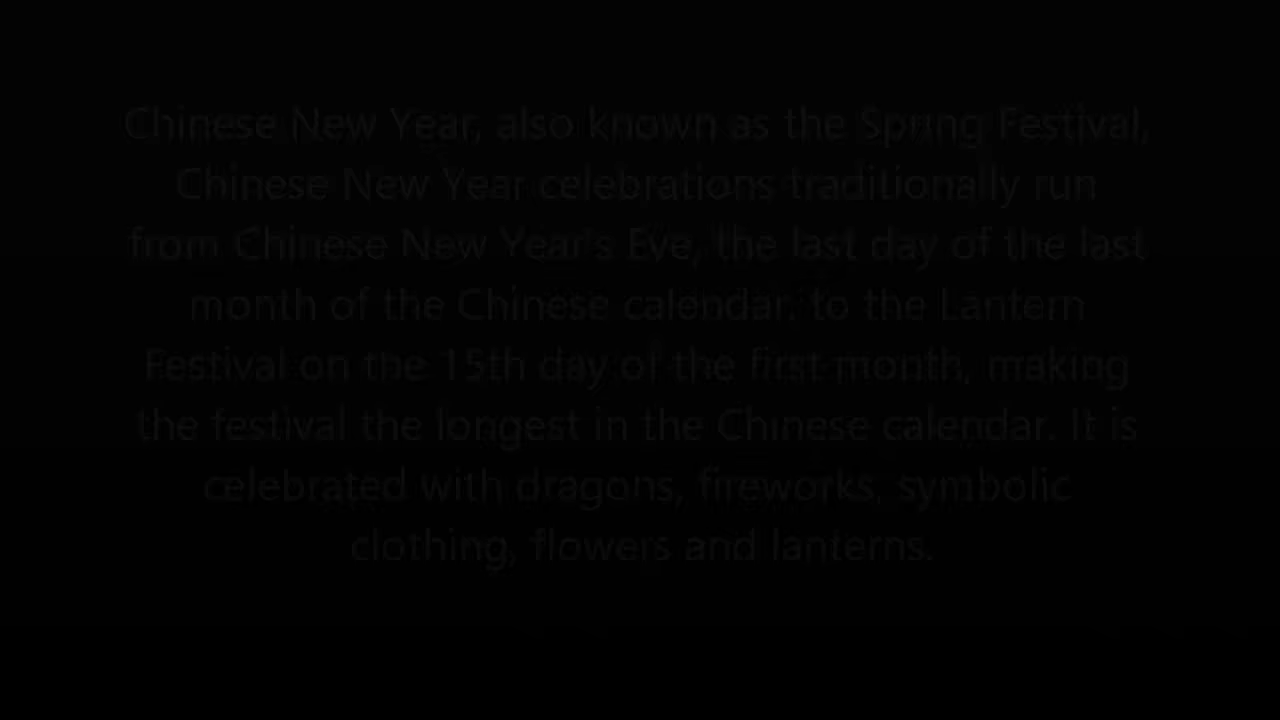 Chinese New Year, also known as the Spring Festival,
Chinese New Year celebrations traditionally run
from Chinese New Year's Eve, the last day of the last
month of the Chinese calendar, to the Lantern
Festival on the 15th day of the first month, making
the festival the longest in the Chinese calendar. It is
celebrated with dragons, fireworks, symbolic
clothing, flowers and lanterns.